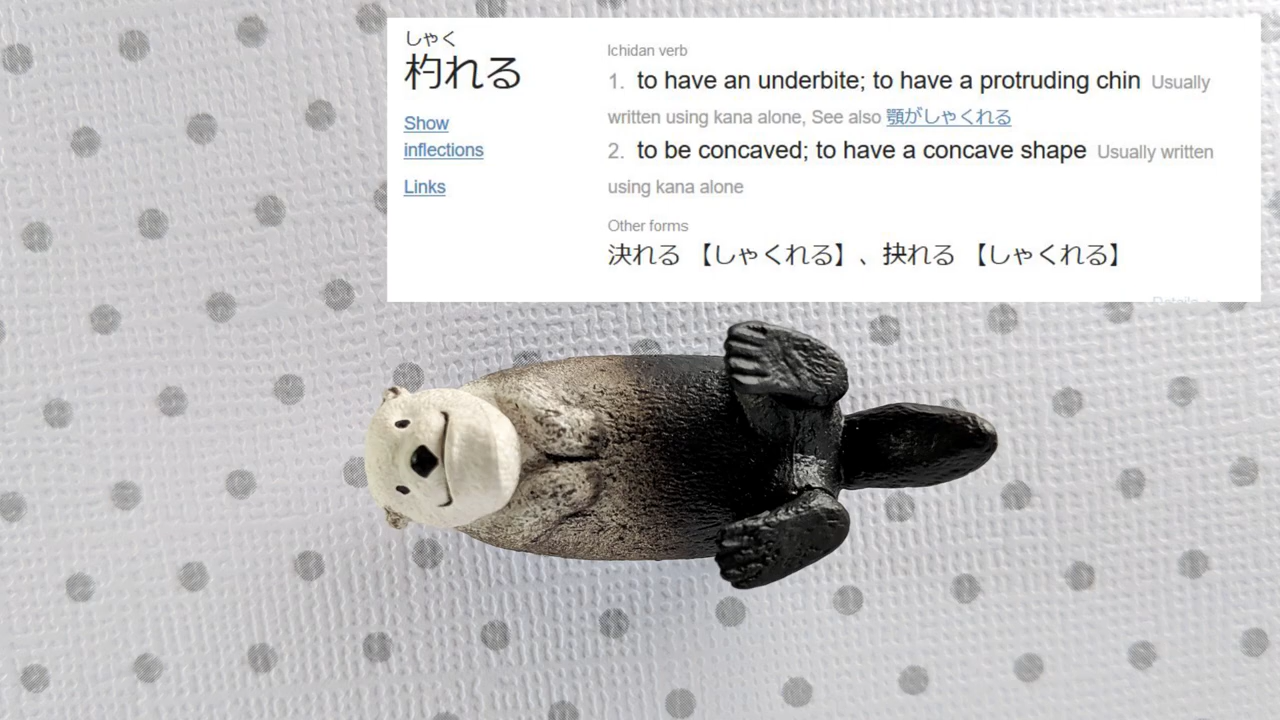 しゃく
杓れる
Show
inflections
Links
Ichidan verb
1. to have an underbite; to have a protruding chin Usually
written using kana alone, See also 顎がしゃくれる
2. to be concaved; to have a concave shape Usually written
using kana alone
Other forms
決れる 【しゃくれる】、抉れる 【しゃくれる】